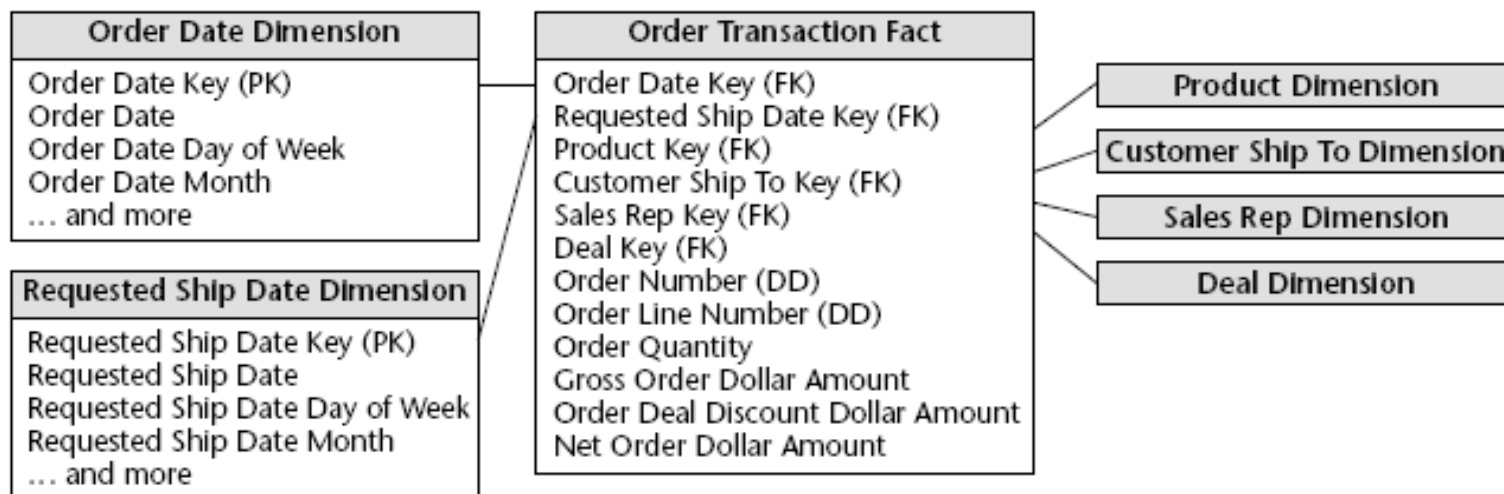 Order Date Dimension
Order Date Key (PK)
Order Date
Order Date Day of Week
Order Date Month
... and more
Requested Ship Date Dimension
Requested Ship Date Key (PK)
Requested Ship Date
Requested Ship Date Day of Week
Requested Ship Date Month
... and more
Order Transaction Fact
Order Date Key (FK)
Requested Ship Date Key (FK)
Product Key (FK)
Customer Ship To Key (FK)
Sales Rep Key (FK)
Deal Key (FK)
Order Number (DD)
Order Line Number (DD)
Order Quantity
Gross Order Dollar Amount
Order Deal Discount Dollar Amount
Net Order Dollar Amount
Product Dimension
Customer Ship To Dimension
Sales Rep Dimension
Deal Dimension